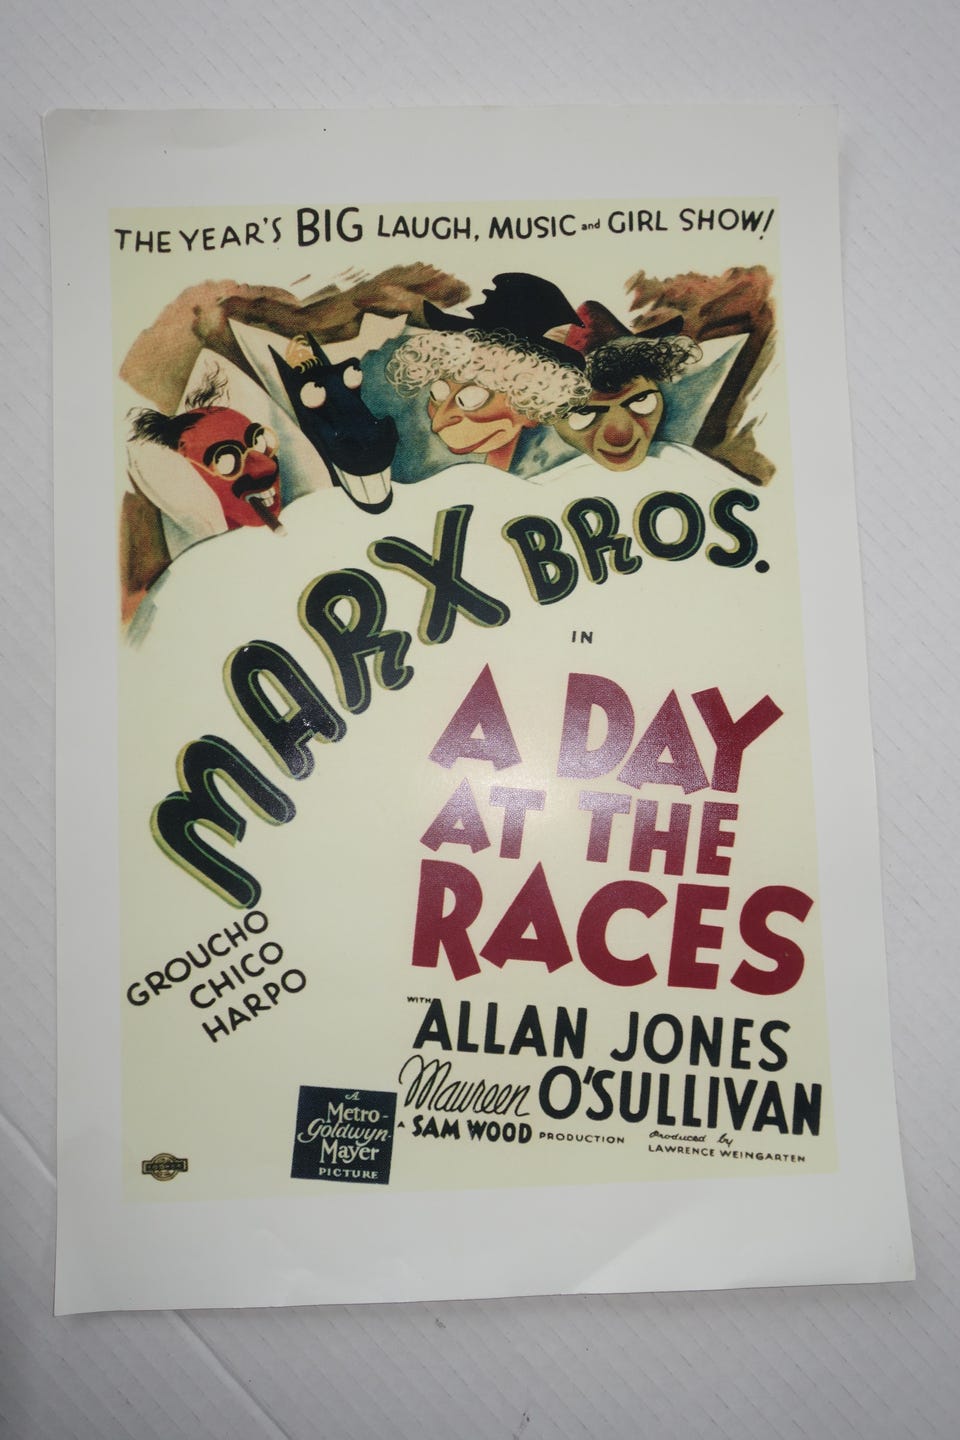 THE YEAR'S BIG LAUGH, MUSIC and GIRL SHOW!
MARX BROS.
IN
A DAY
AT THE
RACES
GROUCHO
CHICO
HARPO
WITH
ALLAN JONES
Maureen O'SULLIVAN
A SAM WOOD PRODUCTION
Produced by
LAWRENCE WEINGARTEN
A
Metro-
Goldwyn-
Mayer
PICTURE